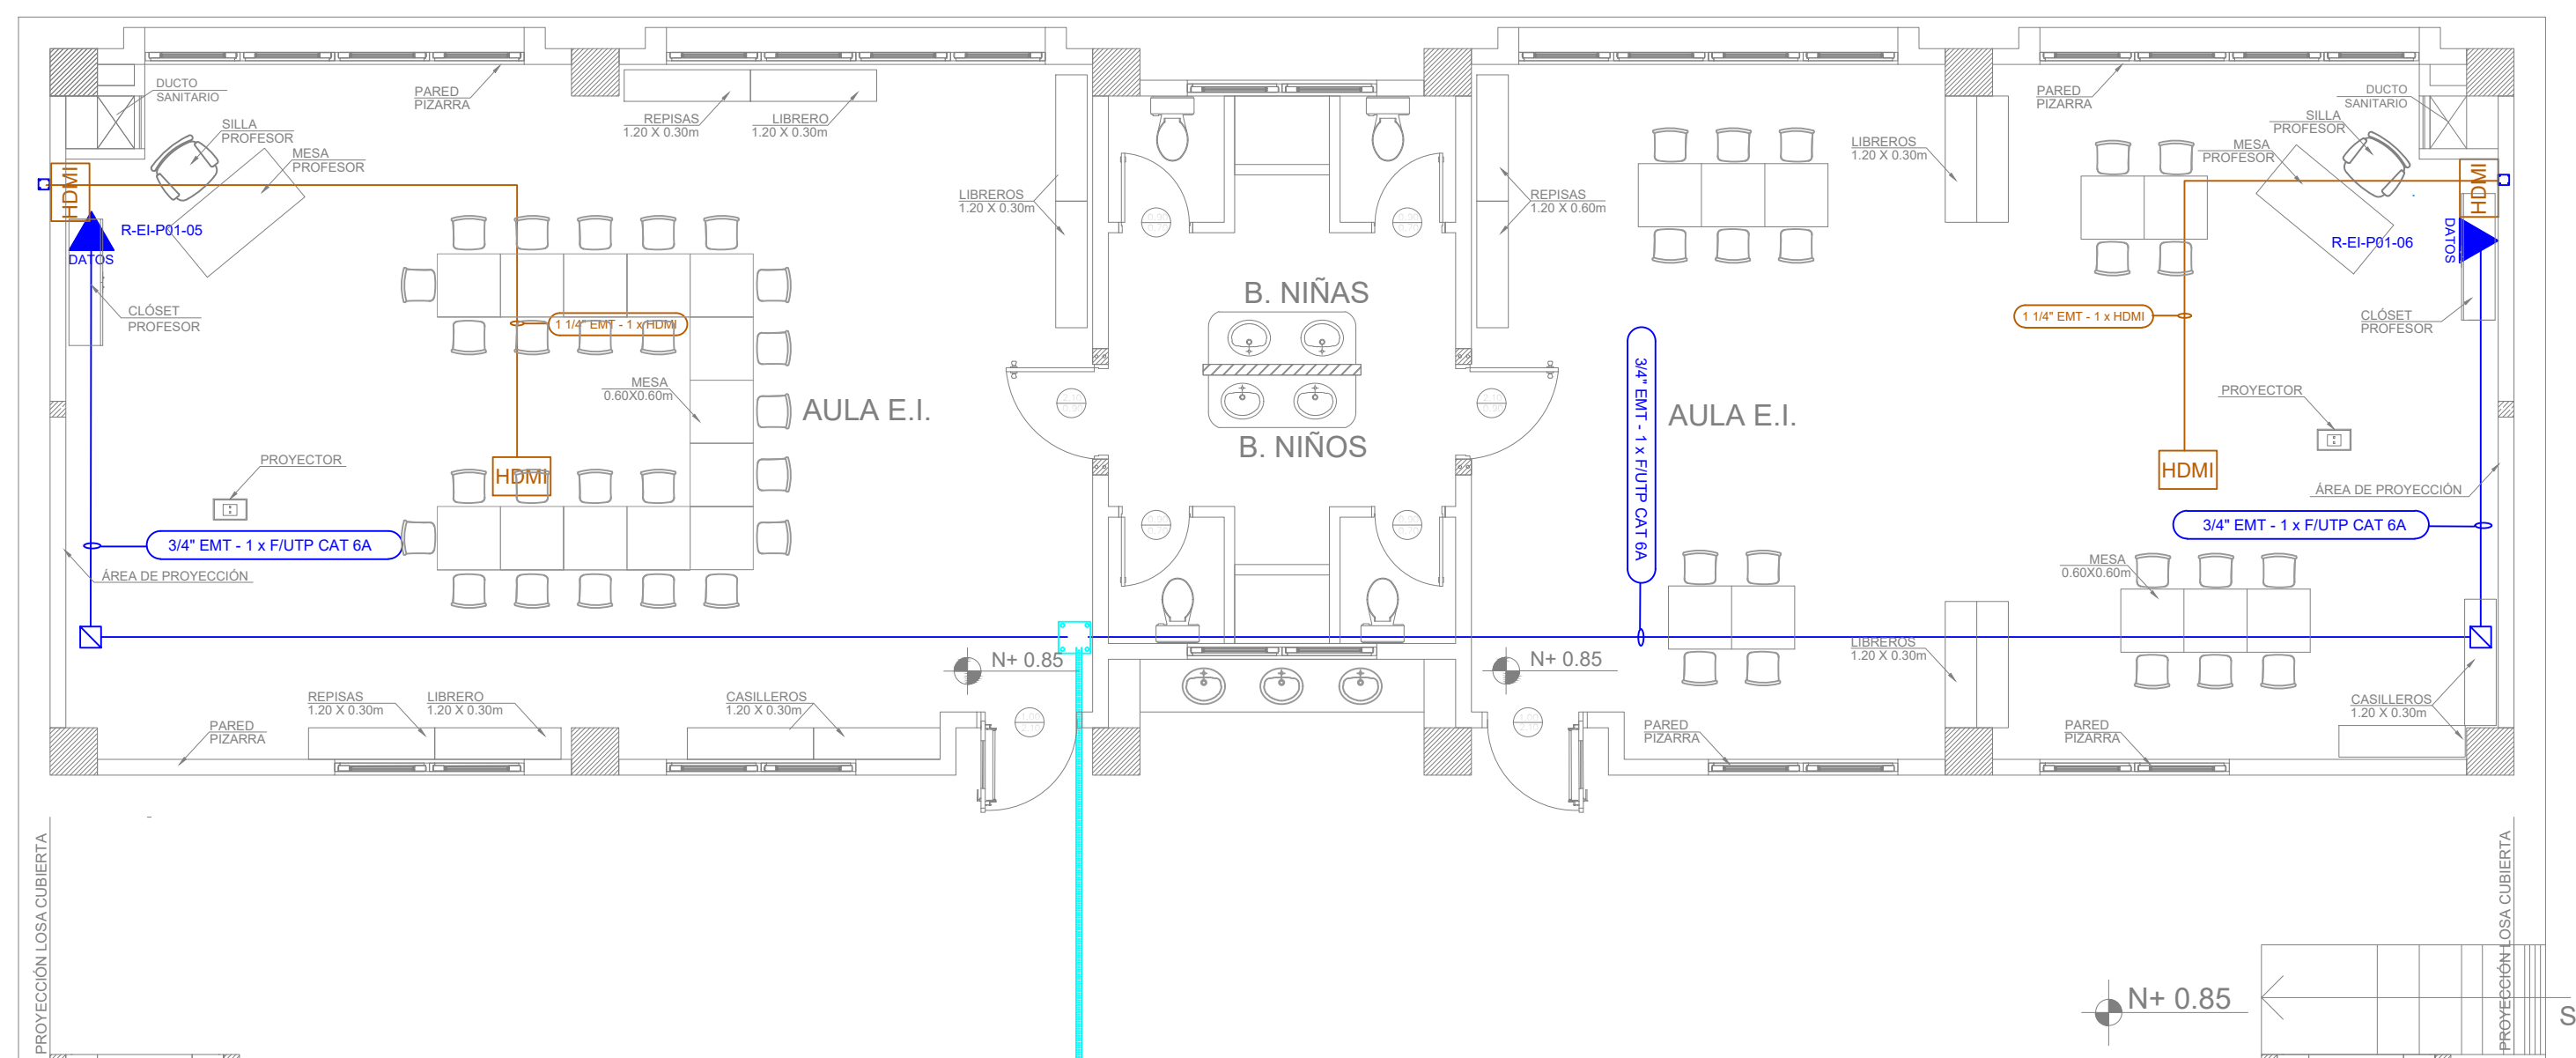 DUCTO
SANITARIO
SILLA
PROFESOR
MESA
PROFESOR
PARED
PIZARRA
REPISAS
1.20 X 0.30m
LIBRERO
1.20 X 0.30m
HDMI
R-EI-P01-05
DATOS
CLÓSET
PROFESOR
1 1/4" EMT - 1 x HDMI
MESA
0.60X0.60m
AULA E.I.
LIBREROS
1.20 X 0.30m
PROYECTOR
HDMI
3/4" EMT - 1 x F/UTP CAT 6A
ÁREA DE PROYECCIÓN
REPISAS
1.20 X 0.30m
LIBRERO
1.20 X 0.30m
CASILLEROS
1.20 X 0.30m
PARED
PIZARRA
N+ 0.85
B. NIÑAS
B. NIÑOS
REPISAS
1.20 X 0.60m
LIBREROS
1.20 X 0.30m
PARED
PIZARRA
DUCTO
SANITARIO
SILLA
PROFESOR
MESA
PROFESOR
HDMI
DATOS
R-EI-P01-06
CLÓSET
PROFESOR
1 1/4" EMT - 1 x HDMI
3/4" EMT - 1 x F/UTP CAT 6A
AULA E.I.
PROYECTOR
HDMI
ÁREA DE PROYECCIÓN
3/4" EMT - 1 x F/UTP CAT 6A
MESA
0.60X0.60m
LIBREROS
1.20 X 0.30m
N+ 0.85
CASILLEROS
1.20 X 0.30m
PARED
PIZARRA
PARED
PIZARRA
PROYECCIÓN LOSA CUBIERTA
PROYECCIÓN LOSA CUBIERTA
N+ 0.85
S